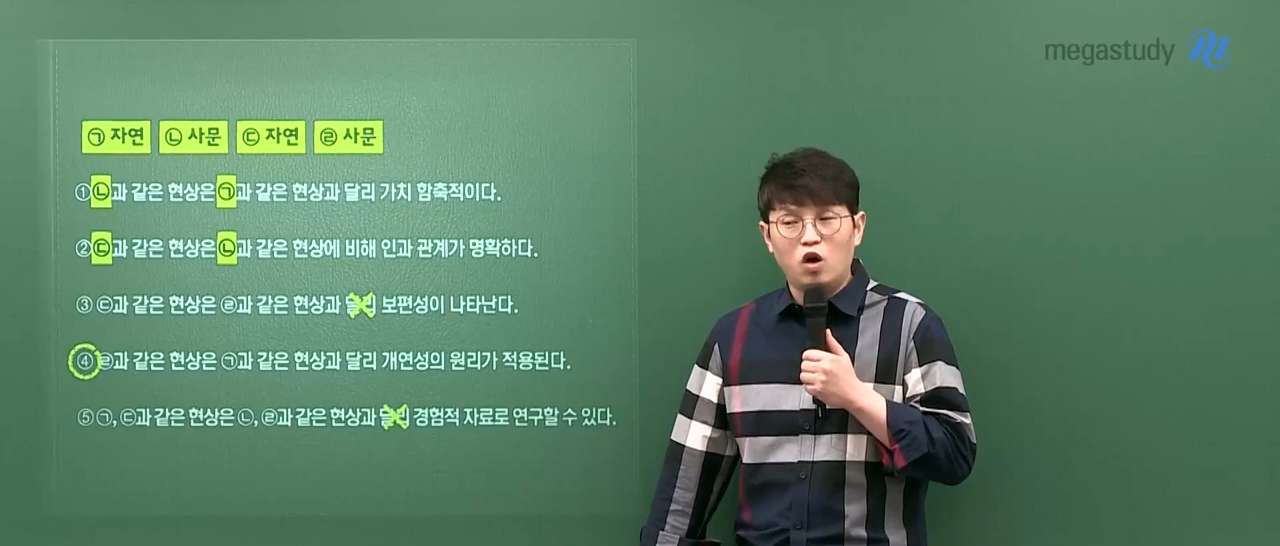 megastudy
㉠ 자연 ㉡ 사문 ㉢ 자연 ㉣ 사문
① ㉡과 같은 현상은 ㉠과 같은 현상과 달리 가치 함축적이다.
② ㉢과 같은 현상은 ㉡과 같은 현상에 비해 인과 관계가 명확하다.
③ ㉢과 같은 현상은 ㉣과 같은 현상과 달리 보편성이 나타난다.
④ ㉣과 같은 현상은 ㉠과 같은 현상과 달리 개연성의 원리가 적용된다.
⑤ ㉠, ㉢과 같은 현상은 ㉡, ㉣과 같은 현상과 달리 경험적 자료로 연구할 수 있다.